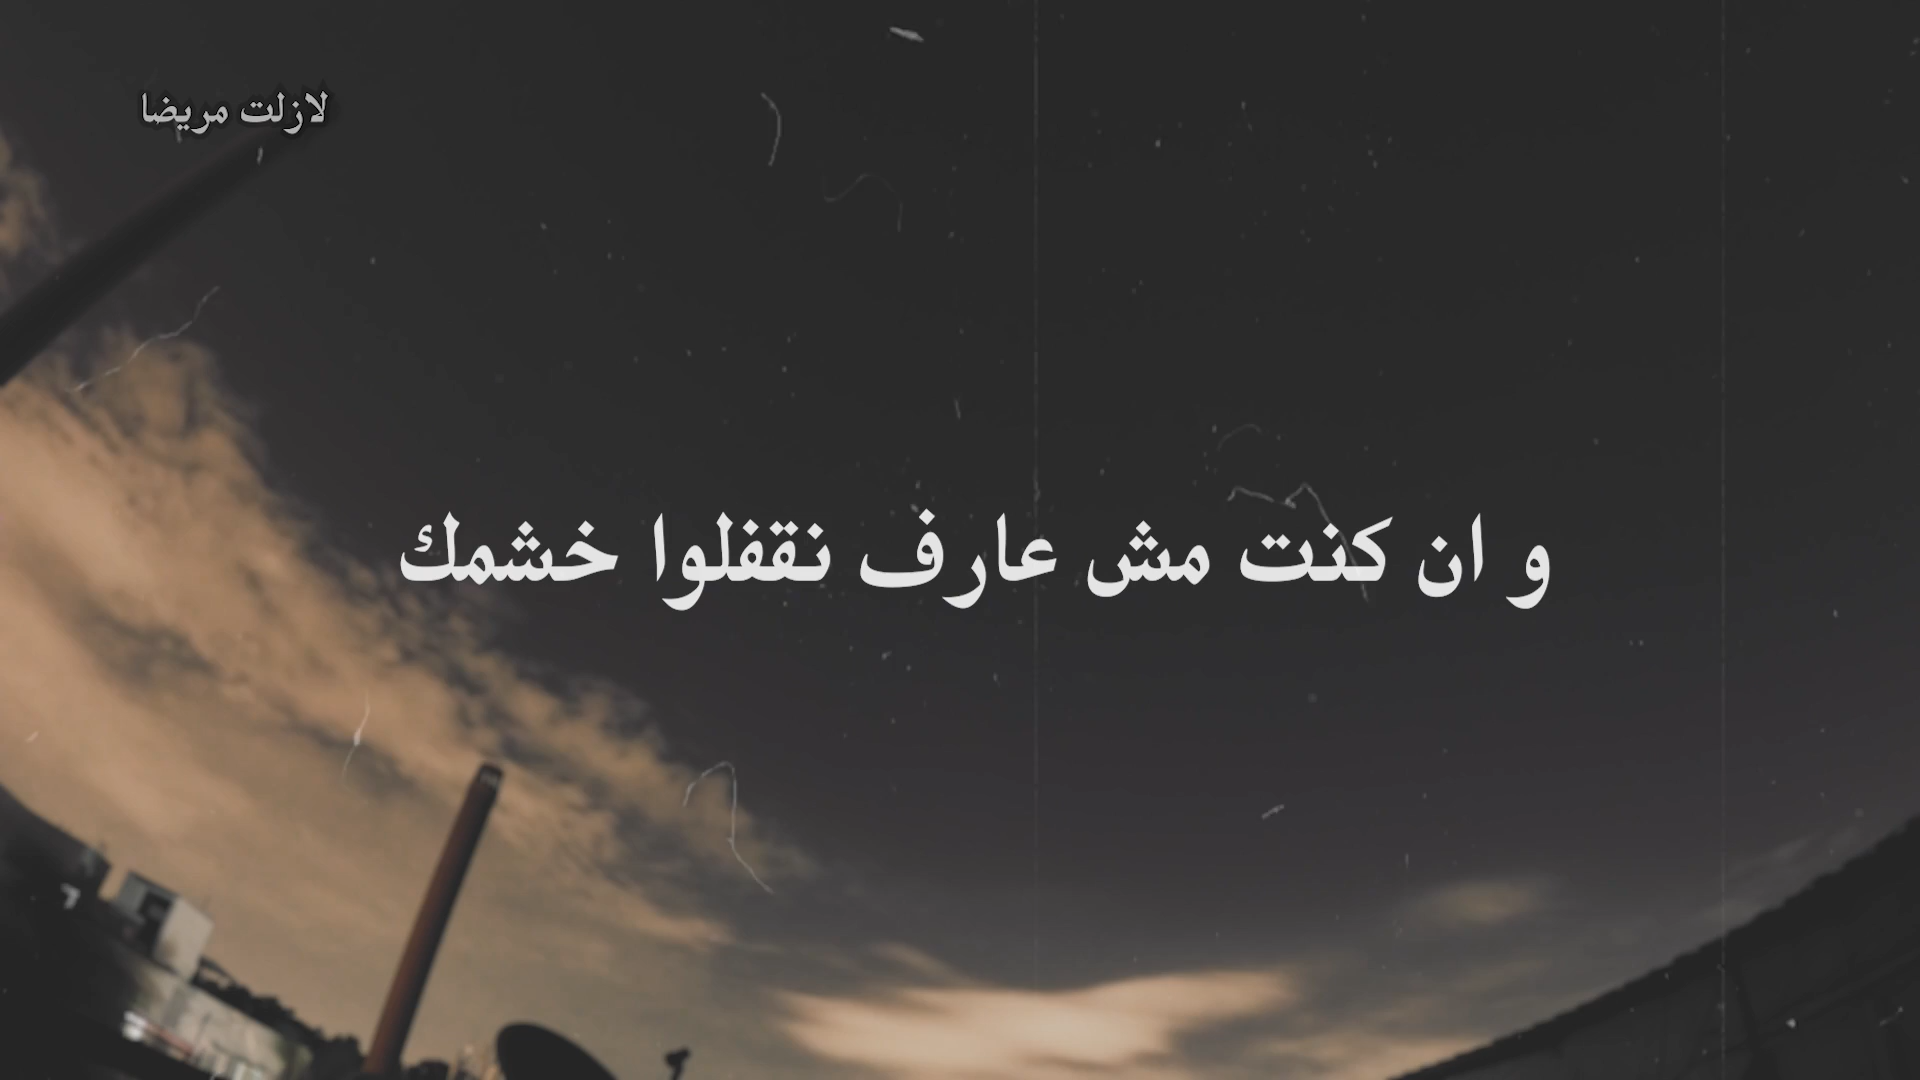 لازلت مريضا
و ان كنت مش عارف نقفلوا خشمك